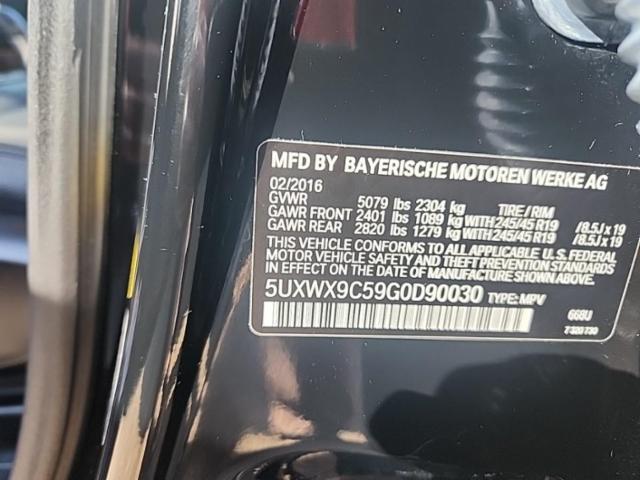 MFD BY BAYERISCHE MOTOREN WERKE AG
02/2016
GVWR 5079 lbs 2304 kg TIRE/RIM
GAWR FRONT 2401 lbs 1089 kg WITH 245/45 R19 /8.5J x 19
GAWR REAR 2820 lbs 1279 kg WITH 245/45 R19 /8.5J x 19
THIS VEHICLE CONFORMS TO ALL APPLICABLE U.S. FEDERAL
MOTOR VEHICLE SAFETY AND THEFT PREVENTION STANDARDS IN
EFFECT ON THE DATE OF MANUFACTURE SHOWN ABOVE.
5UXWX9C59G0D90030 TYPE: MPV
668U
7320730